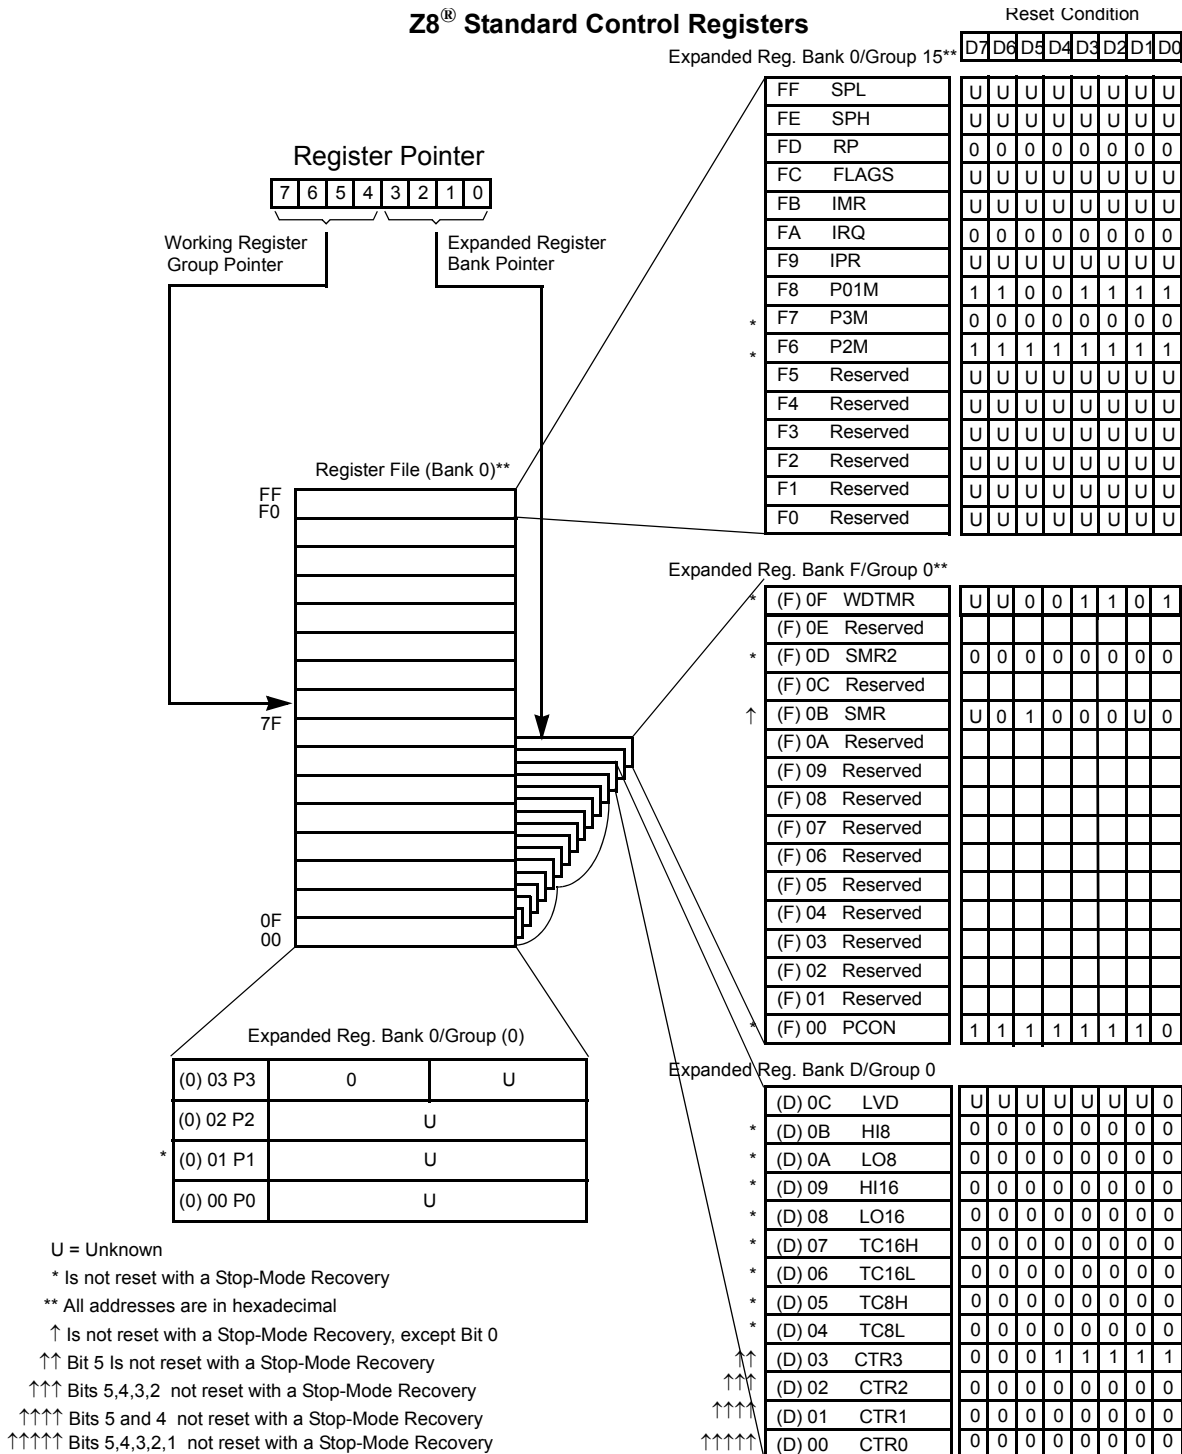 Z8® Standard Control Registers
Reset Condition
Expanded Reg. Bank 0/Group 15**
D7 D6 D5 D4 D3 D2 D1 D0
FF SPL U U U U U U U U
FE SPH U U U U U U U U
FD RP 0 0 0 0 0 0 0 0
FC FLAGS U U U U U U U U
FB IMR U U U U U U U U
FA IRQ 0 0 0 0 0 0 0 0
F9 IPR U U U U U U U U
F8 P01M 1 1 0 0 1 1 1 1
* F7 P3M 0 0 0 0 0 0 0 0
* F6 P2M 1 1 1 1 1 1 1 1
F5 Reserved U U U U U U U U
F4 Reserved U U U U U U U U
F3 Reserved U U U U U U U U
F2 Reserved U U U U U U U U
F1 Reserved U U U U U U U U
F0 Reserved U U U U U U U U
Register Pointer
7 6 5 4 3 2 1 0
Working Register
Group Pointer
Expanded Register
Bank Pointer
Register File (Bank 0)**
FF
F0
7F
0F
00
Expanded Reg. Bank F/Group 0**
* (F) 0F WDTMR U U 0 0 1 1 0 1
(F) 0E Reserved
* (F) 0D SMR2 0 0 0 0 0 0 0 0
(F) 0C Reserved
↑ (F) 0B SMR U 0 1 0 0 0 U 0
(F) 0A Reserved
(F) 09 Reserved
(F) 08 Reserved
(F) 07 Reserved
(F) 06 Reserved
(F) 05 Reserved
(F) 04 Reserved
(F) 03 Reserved
(F) 02 Reserved
(F) 01 Reserved
* (F) 00 PCON 1 1 1 1 1 1 1 0
Expanded Reg. Bank 0/Group (0)
(0) 03 P3 0 U
(0) 02 P2 U
* (0) 01 P1 U
(0) 00 P0 U
Expanded Reg. Bank D/Group 0
(D) 0C LVD U U U U U U U 0
* (D) 0B HI8 0 0 0 0 0 0 0 0
* (D) 0A LO8 0 0 0 0 0 0 0 0
* (D) 09 HI16 0 0 0 0 0 0 0 0
* (D) 08 LO16 0 0 0 0 0 0 0 0
* (D) 07 TC16H 0 0 0 0 0 0 0 0
* (D) 06 TC16L 0 0 0 0 0 0 0 0
* (D) 05 TC8H 0 0 0 0 0 0 0 0
* (D) 04 TC8L 0 0 0 0 0 0 0 0
↑↑ (D) 03 CTR3 0 0 0 1 1 1 1 1
↑↑↑ (D) 02 CTR2 0 0 0 0 0 0 0 0
↑↑↑↑ (D) 01 CTR1 0 0 0 0 0 0 0 0
↑↑↑↑↑ (D) 00 CTR0 0 0 0 0 0 0 0 0
U = Unknown
* Is not reset with a Stop-Mode Recovery
** All addresses are in hexadecimal
↑ Is not reset with a Stop-Mode Recovery, except Bit 0
↑↑ Bit 5 Is not reset with a Stop-Mode Recovery
↑↑↑ Bits 5,4,3,2 not reset with a Stop-Mode Recovery
↑↑↑↑ Bits 5 and 4 not reset with a Stop-Mode Recovery
↑↑↑↑↑ Bits 5,4,3,2,1 not reset with a Stop-Mode Recovery